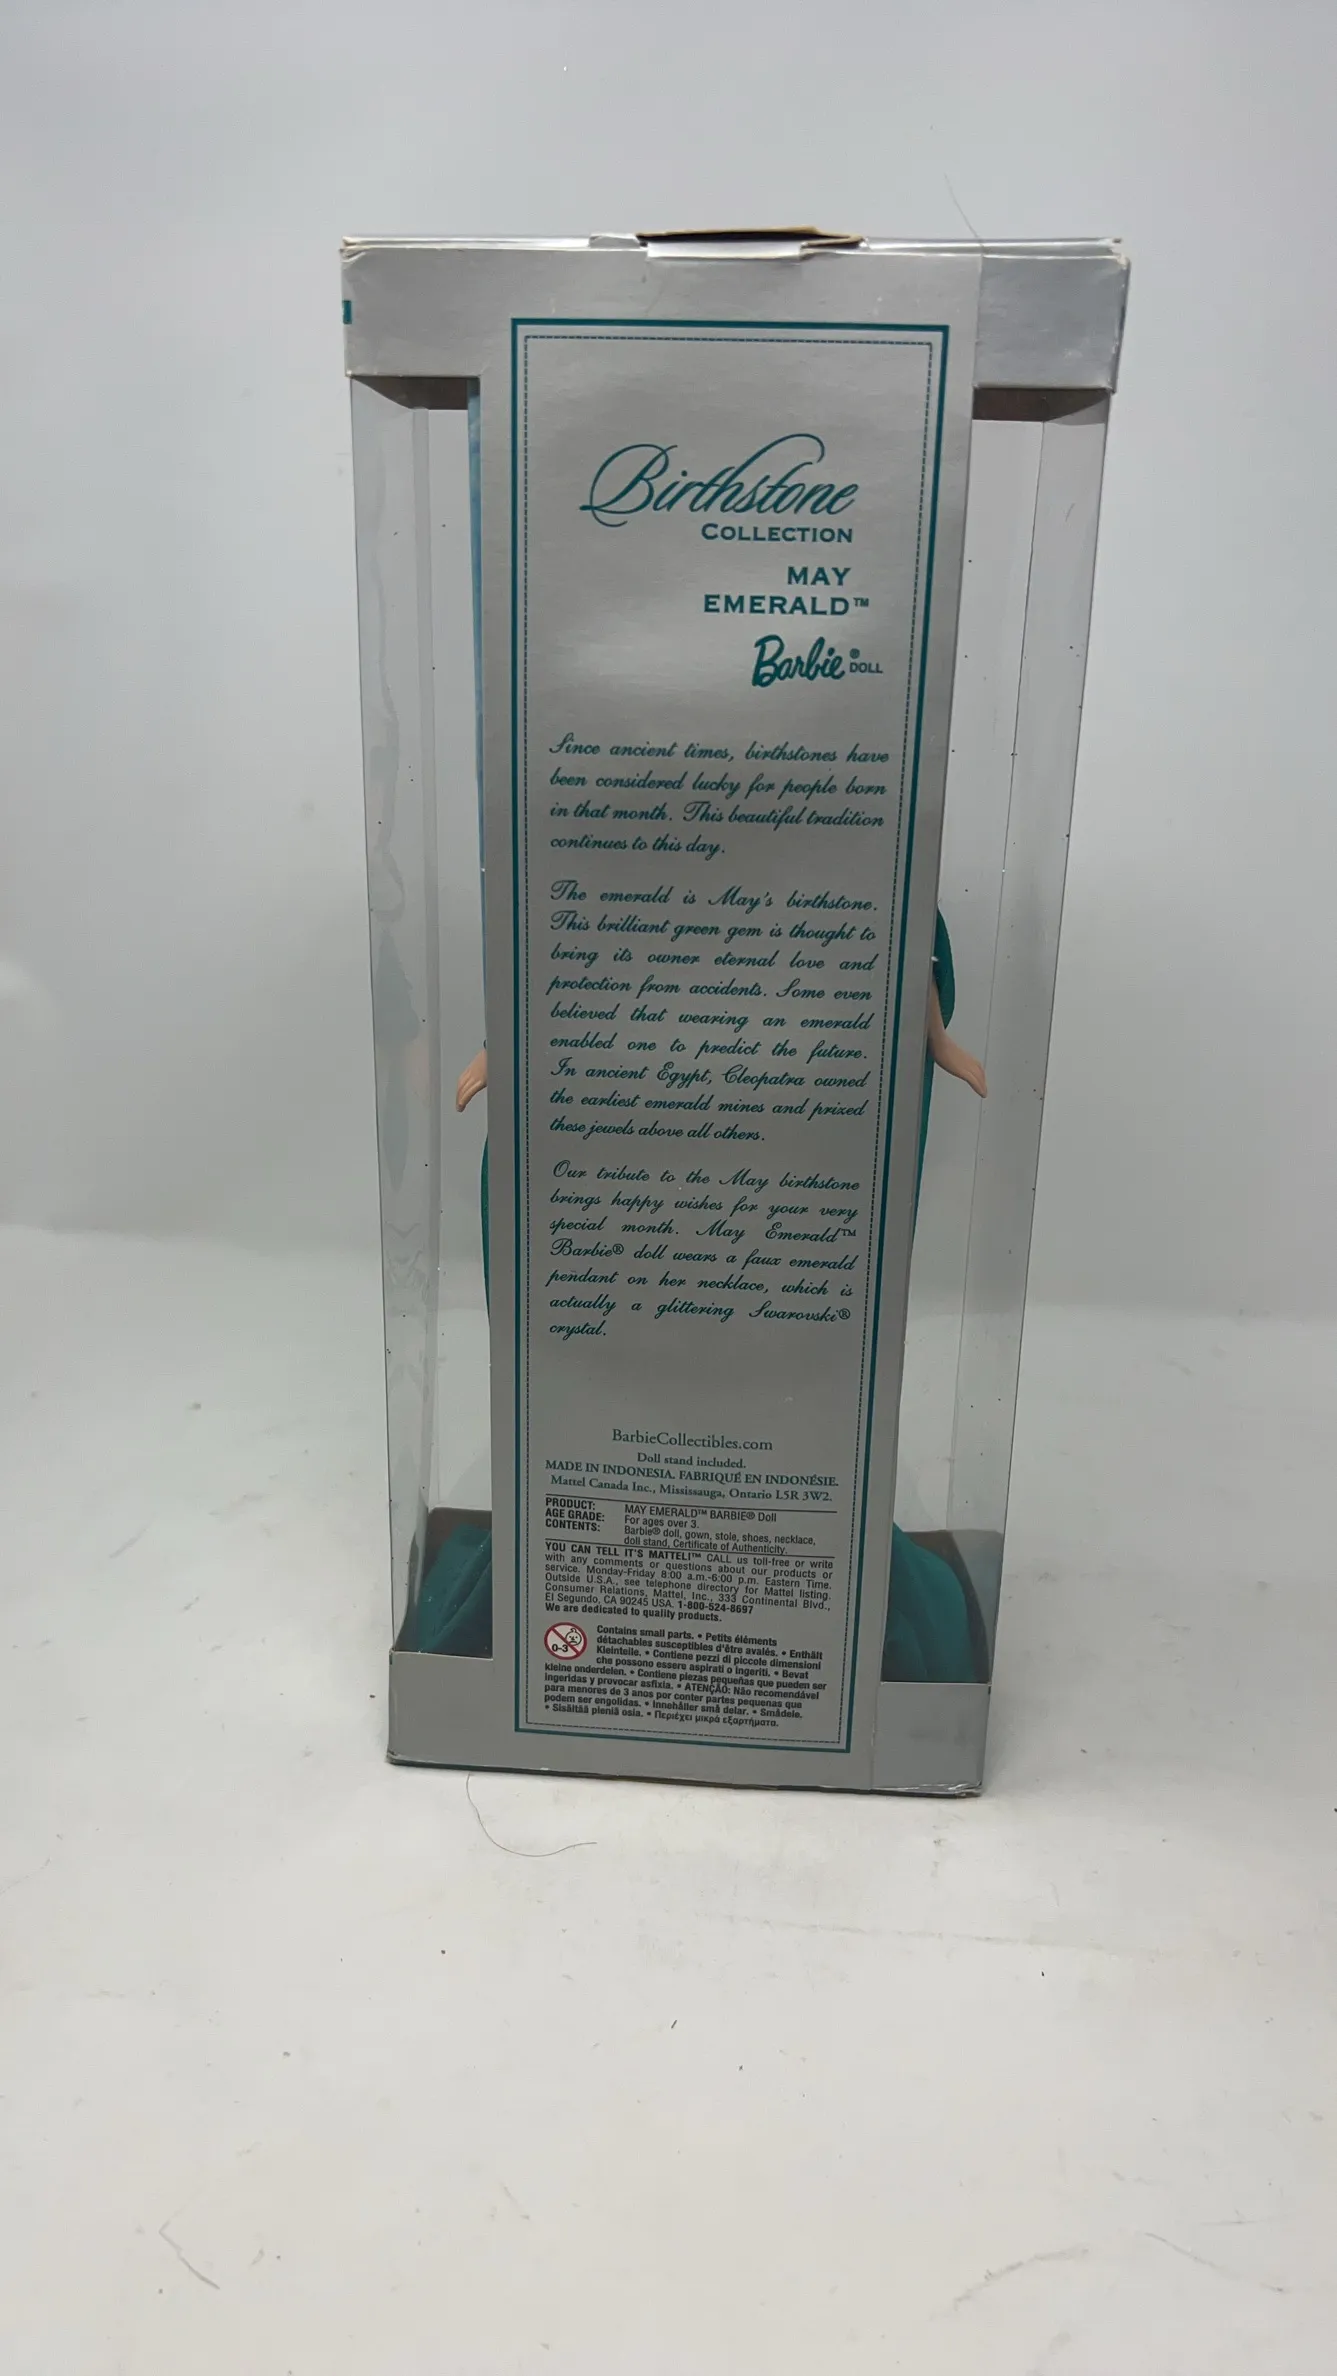 Birthstone
COLLECTION
MAY
EMERALD™
Barbie® DOLL
Since ancient times, birthstones have
been considered lucky for people born
in that month. This beautiful tradition
continues to this day.
The emerald is May's birthstone.
This brilliant green gem is thought to
bring its owner eternal love and
protection from accidents. Some even
believed that wearing an emerald
enabled one to predict the future.
In ancient Egypt, Cleopatra owned
the earliest emerald mines and prized
these jewels above all others.
Our tribute to the May birthstone
brings happy wishes for your very
special month. May Emerald™
Barbie® doll wears a faux emerald
pendant on her necklace, which is
actually a glittering Swarovski®
crystal.
BarbieCollectibles.com
Doll stand included.
MADE IN INDONESIA. FABRIQUÉ EN INDONÉSIE.
Mattel Canada Inc., Mississauga, Ontario L5R 3W2.
PRODUCT: MAY EMERALD™ BARBIE® Doll
AGE GRADE: For ages over 3.
CONTENTS: Barbie® doll, gown, stole, shoes, necklace,
doll stand, Certificate of Authenticity.
YOU CAN TELL IT'S MATTEL!™ CALL us toll-free or write
with any comments or questions about our products or
service. Monday-Friday 8:00 a.m.-6:00 p.m. Eastern Time.
Outside U.S.A., see telephone directory for Mattel listing.
Consumer Relations, Mattel, Inc., 333 Continental Blvd.,
El Segundo, CA 90245 USA. 1-800-524-8697
We are dedicated to quality products.
0-3
Contains small parts. • Petits éléments
détachables susceptibles d'être avalés. • Enthält
Kleinteile. • Contiene pezzi di piccole dimensioni
che possono essere aspirati o ingeriti. • Bevat
kleine onderdelen. • Contiene piezas pequeñas que pueden ser
ingeridas y provocar asfixia. • ATENÇÃO: Não recomendável
para menores de 3 anos por conter partes pequenas que
podem ser engolidas. • Innehåller små delar. • Smådele.
• Sisältää pieniä osia. • Περιέχει μικρά εξαρτήματα.